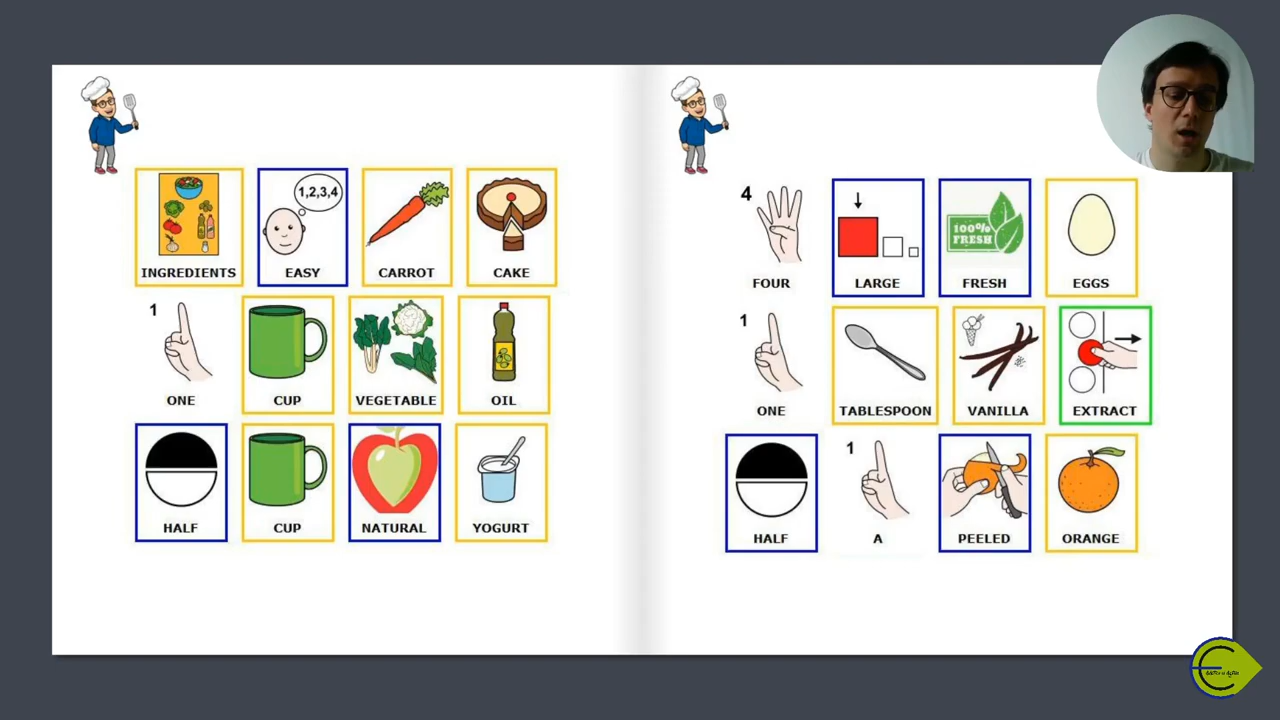 1,2,3,4
INGREDIENTS EASY CARROT CAKE
1
ONE CUP VEGETABLE OIL
HALF CUP NATURAL YOGURT
4
100% FRESH
FOUR LARGE FRESH EGGS
1
ONE TABLESPOON VANILLA EXTRACT
1
HALF A PEELED ORANGE